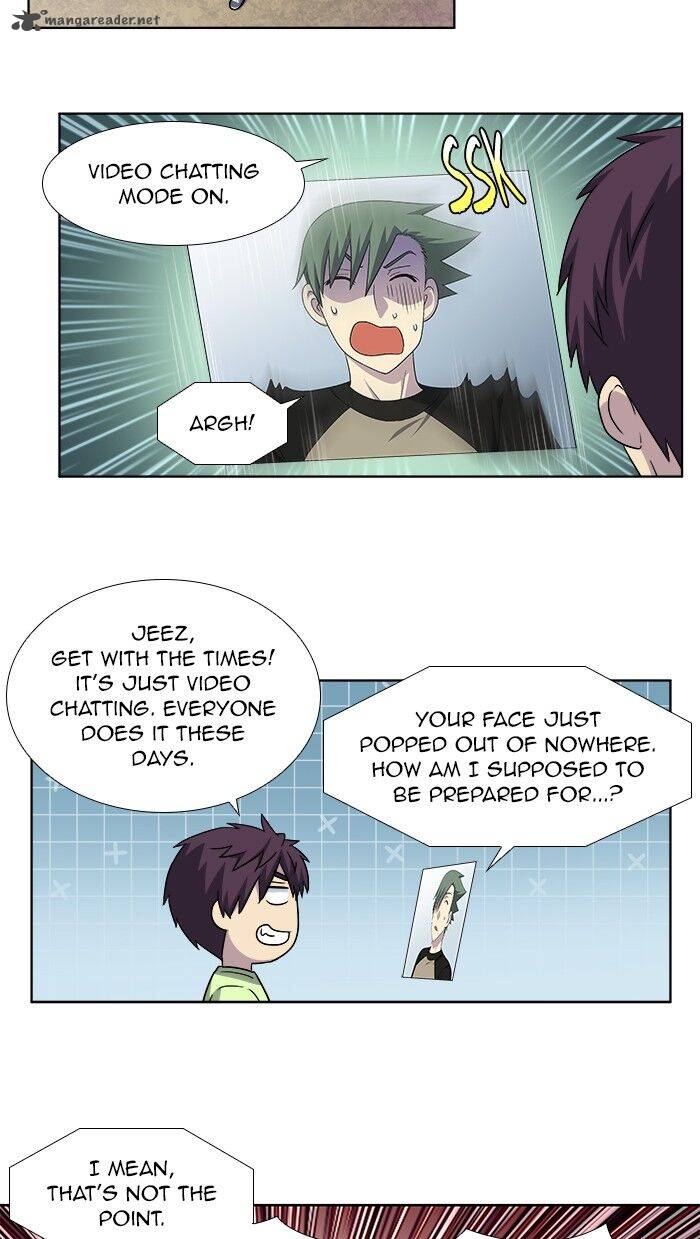 mangareader.net
VIDEO CHATTING
MODE ON.
SSK
ARGH!
JEEZ,
GET WITH THE TIMES!
IT'S JUST VIDEO
CHATTING. EVERYONE
DOES IT THESE
DAYS.
YOUR FACE JUST
POPPED OUT OF NOWHERE.
HOW AM I SUPPOSED TO
BE PREPARED FOR...?
I MEAN,
THAT'S NOT THE
POINT.